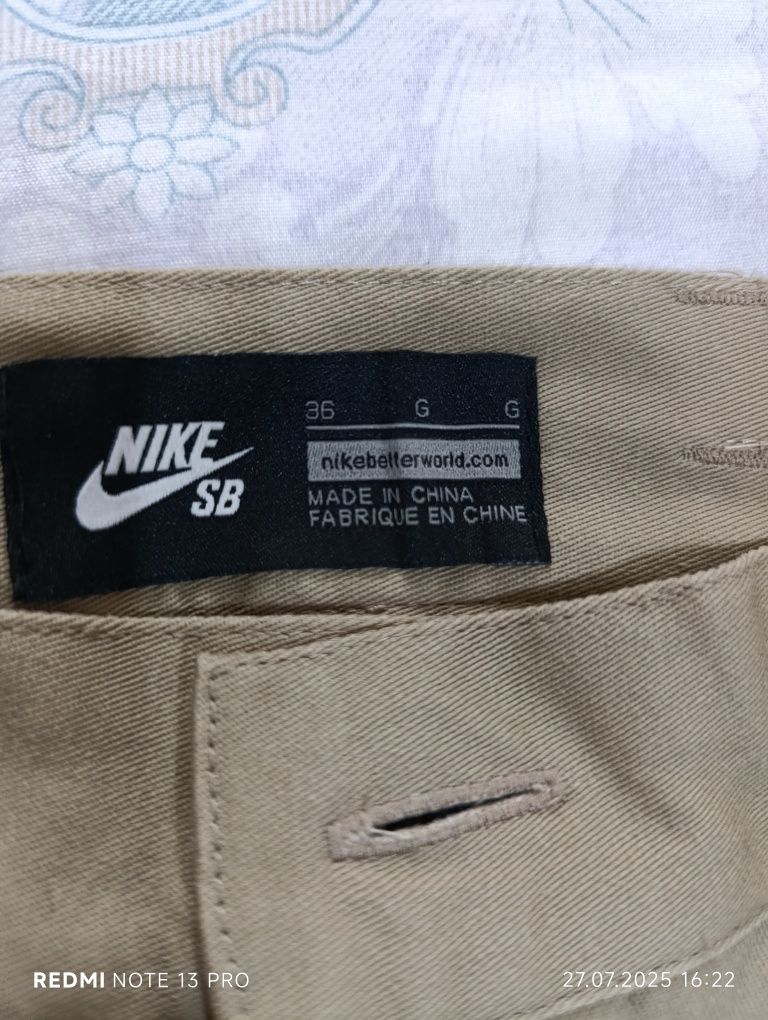 NIKE
SB
36 G G
nikebetterworld.com
MADE IN CHINA
FABRIQUE EN CHINE
REDMI NOTE 13 PRO
27.07.2025 16:22